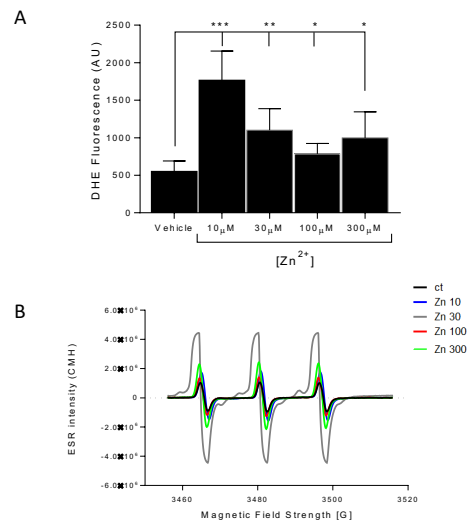 A
*** ** * *
DHE Fluorescence (AU)
2500
2000
1500
1000
500
0
Vehicle 10µM 30µM 100µM 300µM
[Zn2+]
B
ct
Zn 10
Zn 30
Zn 100
Zn 300
ESR intensity (CMH)
6.0✖10⁶
4.0✖10⁶
2.0✖10⁶
0
-2.0✖10⁶
-4.0✖10⁶
-6.0✖10⁶
3460 3480 3500 3520
Magnetic Field Strength [G]